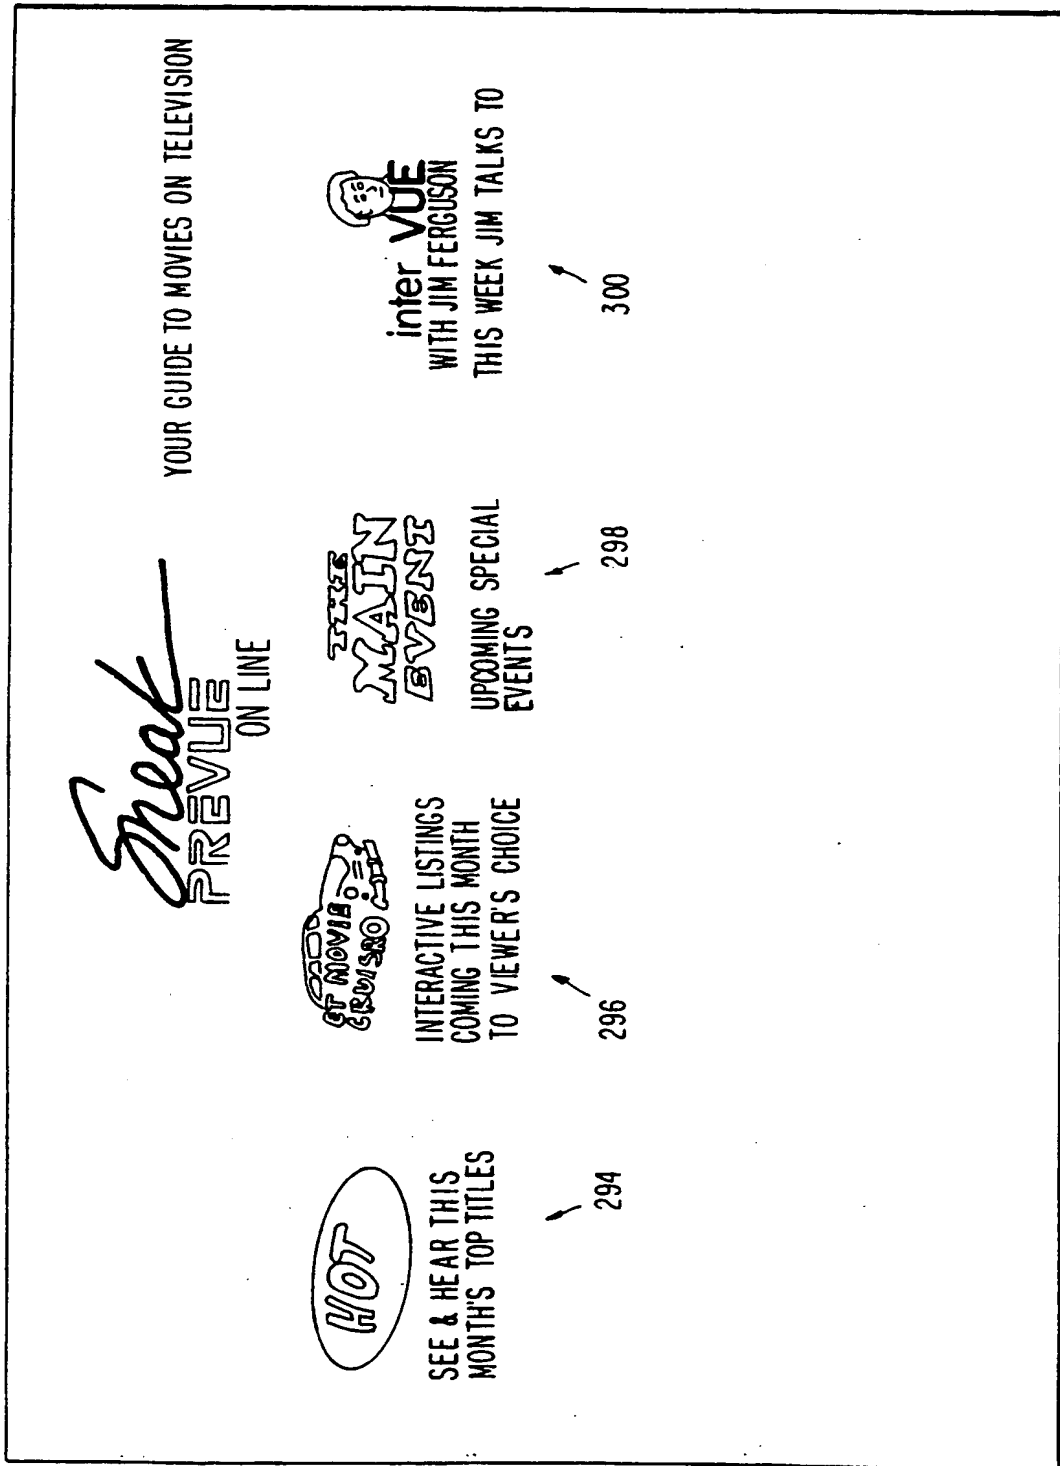 Sneak
PREVUE
ON LINE
YOUR GUIDE TO MOVIES ON TELEVISION
HOT
SEE & HEAR THIS
MONTH'S TOP TITLES
294
MOVIE
INTERACTIVE LISTINGS
COMING THIS MONTH
TO VIEWER'S CHOICE
296
THE
MAIN
EVENT
UPCOMING SPECIAL
EVENTS
298
inter VUE
WITH JIM FERGUSON
THIS WEEK JIM TALKS TO
300